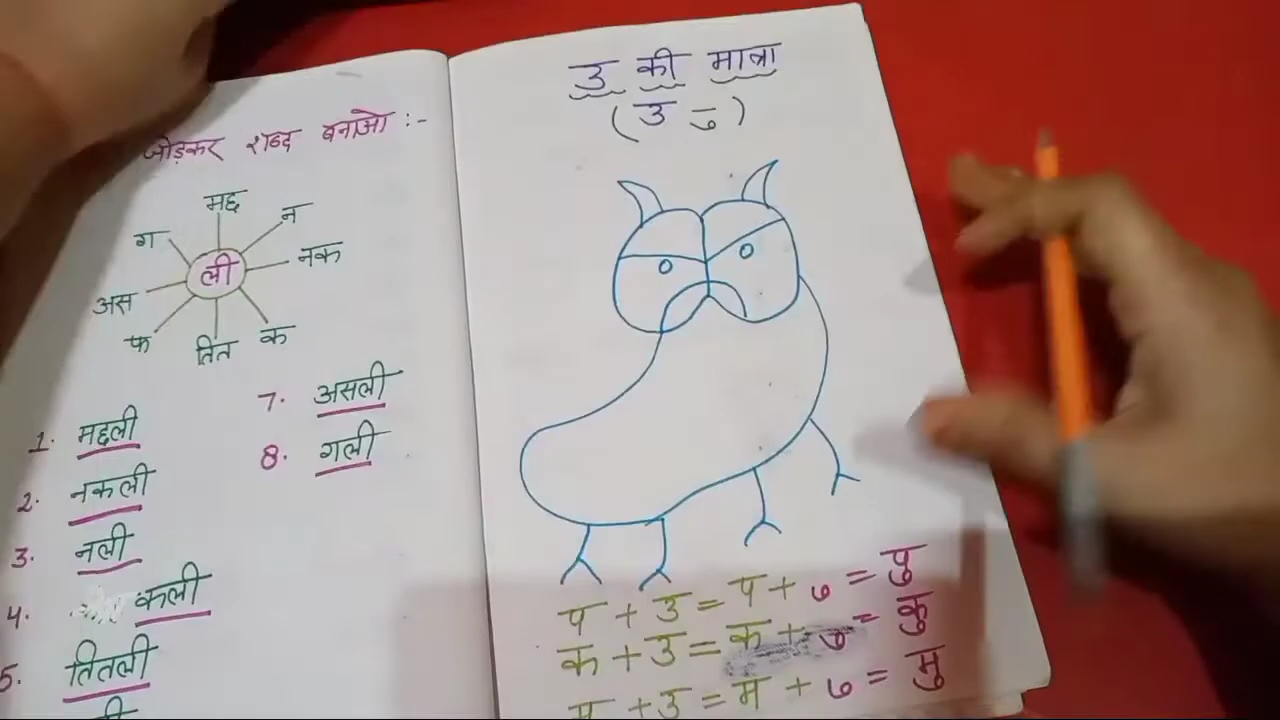 जोड़कर शब्द बनाओ :-
मछ
न
ग
नक
ली
अस
फ
तित
क
1. मछली
2. नकली
3. नली
4. कली
5. तितली
7. असली
8. गली
उ की मात्रा
(उ ु)
प + उ = प + ु = पु
क + उ = क + ु = कु
म + उ = म + ु = मु